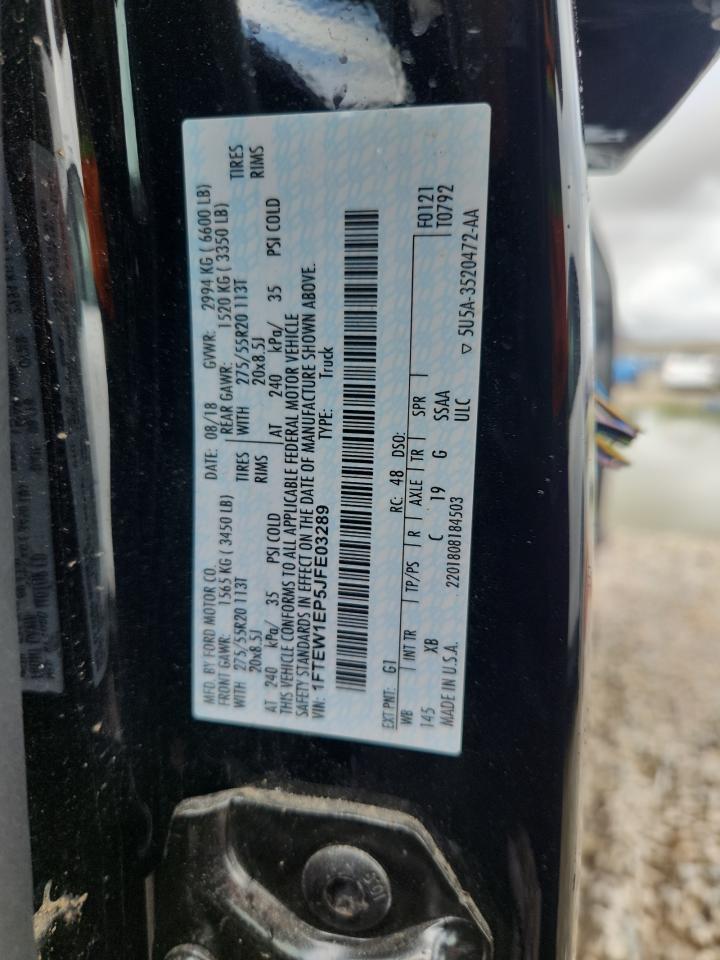 MFD. BY FORD MOTOR CO.
DATE: 08/18 GVWR: 2994 KG ( 6600 LB)
FRONT GAWR: 1565 KG ( 3450 LB) REAR GAWR: 1520 KG ( 3350 LB)
WITH 275/55R20 113T TIRES WITH 275/55R20 113T TIRES
20x8.5J RIMS 20x8.5J RIMS
AT 240 kPa/ 35 PSI COLD AT 240 kPa/ 35 PSI COLD
THIS VEHICLE CONFORMS TO ALL APPLICABLE FEDERAL MOTOR VEHICLE
SAFETY STANDARDS IN EFFECT ON THE DATE OF MANUFACTURE SHOWN ABOVE.
VIN: 1FTEW1EP5JFE03289 TYPE: Truck
EXT PNT: G1 RC: 48 DSO: F0121
WB INT TR TP/PS R AXLE TR SPR T0792
145 XB C 19 G SSAA
MADE IN U.S.A. 2201808184503 ULC ▽ 5U5A-3520472-AA